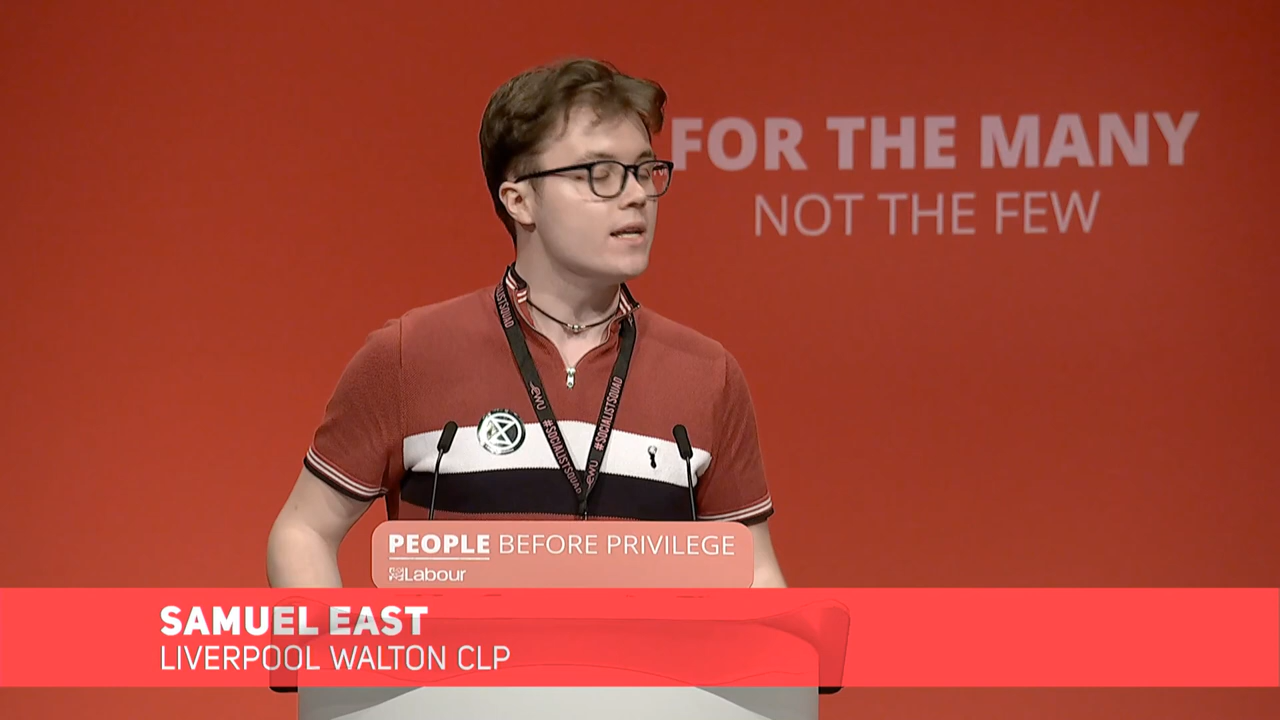 FOR THE MANY
NOT THE FEW
#SOCIALISTSQUAD
CWU
#SOCIALISTSQUAD
CWU
PEOPLE BEFORE PRIVILEGE
Labour
SAMUEL EAST
LIVERPOOL WALTON CLP